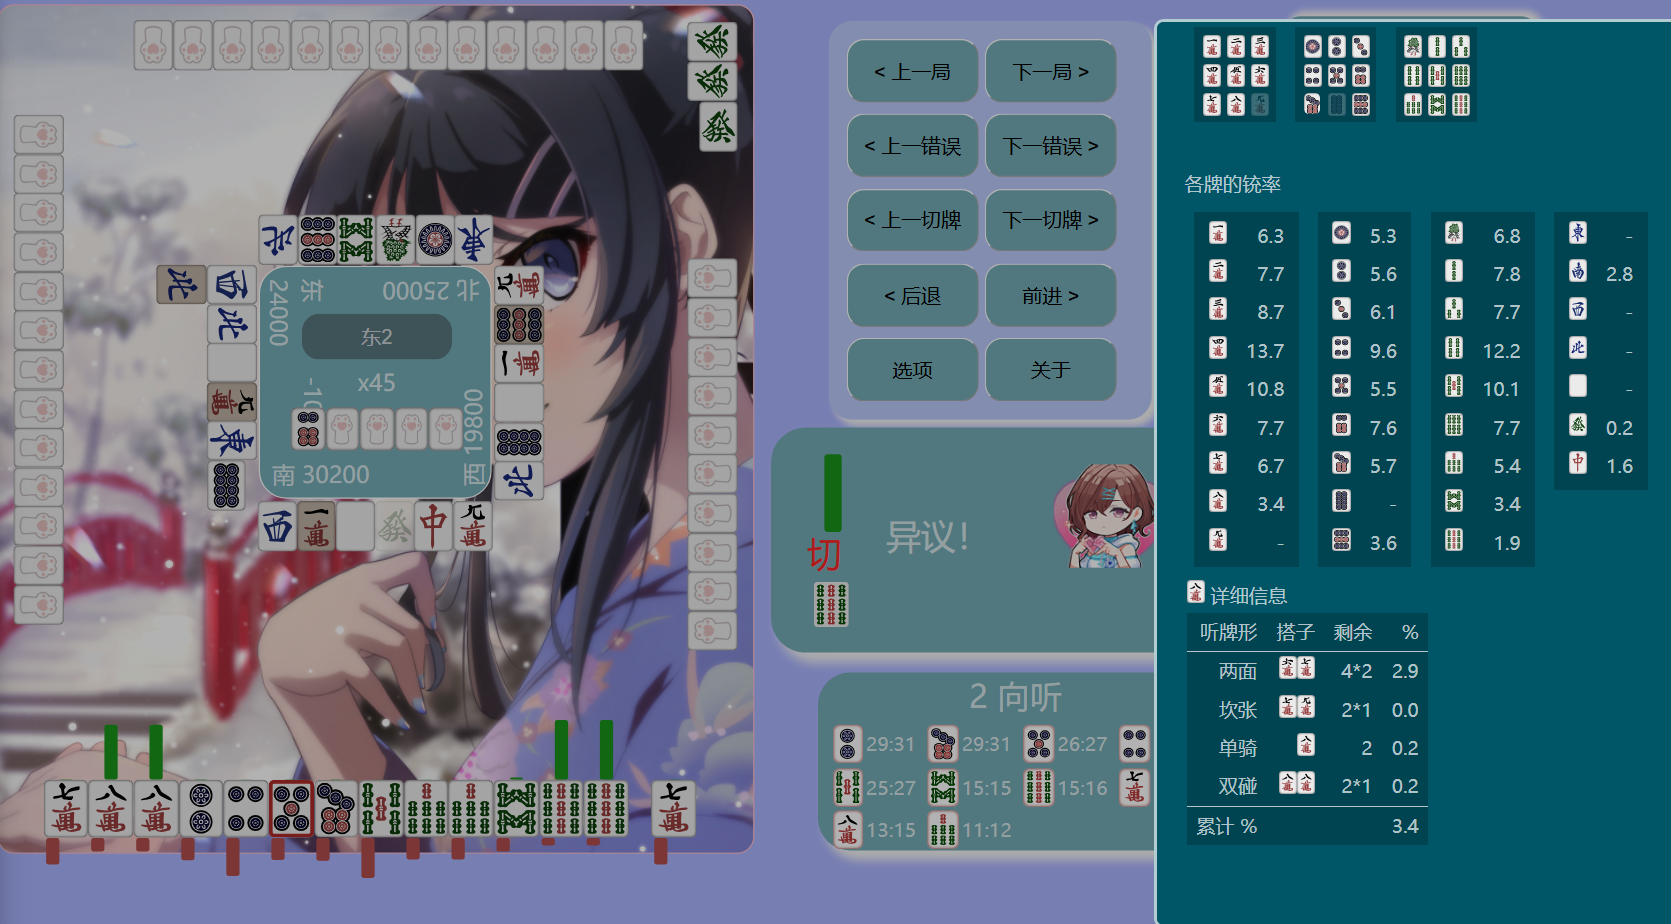 < 上一局
下一局 >
< 上一错误
下一错误 >
< 上一切牌
下一切牌 >
< 后退
前进 >
选项
关于
北 25000
东
24000
东2
x45
南 30200
西 19800
切
异议!
2 向听
29:31
29:31
26:27
25:27
15:15
15:16
13:15
11:12
各牌的铳率
6.3 5.3 6.8 -
7.7 5.6 7.8 2.8
8.7 6.1 7.7 -
13.7 9.6 12.2 -
10.8 5.5 10.1 -
7.7 7.6 7.7 0.2
6.7 5.7 5.4 1.6
3.4 - 3.4
- 3.6 1.9
详细信息
听牌形 搭子 剩余 %
两面 4*2 2.9
坎张 2*1 0.0
单骑 2 0.2
双碰 2*1 0.2
累计 % 3.4